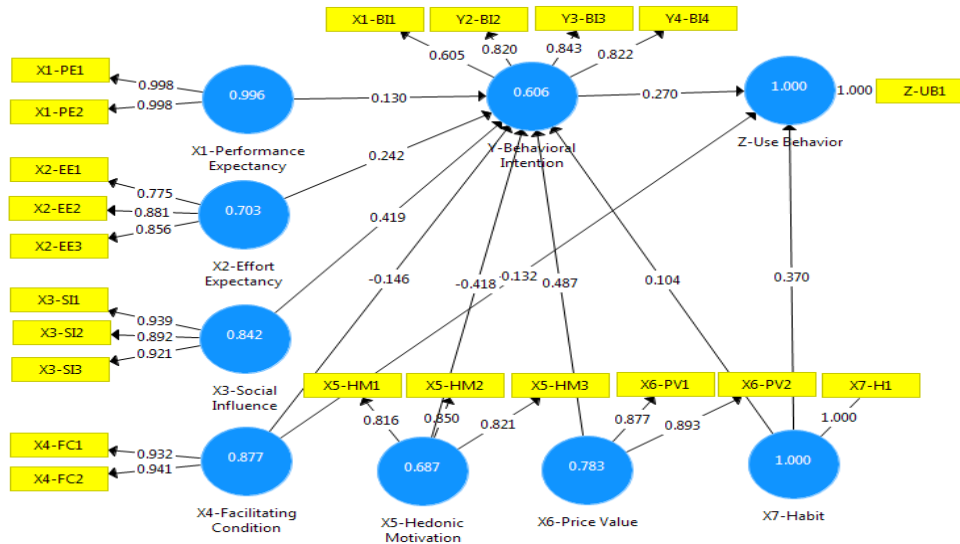 X1-BI1
Y2-BI2
Y3-BI3
Y4-BI4
0.605
0.820
0.843
0.822
X1-PE1
X1-PE2
0.998
0.998
0.996
X1-Performance
Expectancy
0.130
0.606
Y-Behavioral
Intention
0.270
1.000
Z-Use Behavior
1.000
Z-UB1
X2-EE1
X2-EE2
X2-EE3
0.775
0.881
0.856
0.703
X2-Effort
Expectancy
0.242
0.419
-0.146
-0.418
-0.132
0.487
0.104
0.370
X3-SI1
X3-SI2
X3-SI3
0.939
0.892
0.921
0.842
X3-Social
Influence
X5-HM1
X5-HM2
X5-HM3
X6-PV1
X6-PV2
X7-H1
0.816
0.850
0.821
0.877
0.893
1.000
X4-FC1
X4-FC2
0.932
0.941
0.877
X4-Facilitating
Condition
0.687
X5-Hedonic
Motivation
0.783
X6-Price Value
1.000
X7-Habit